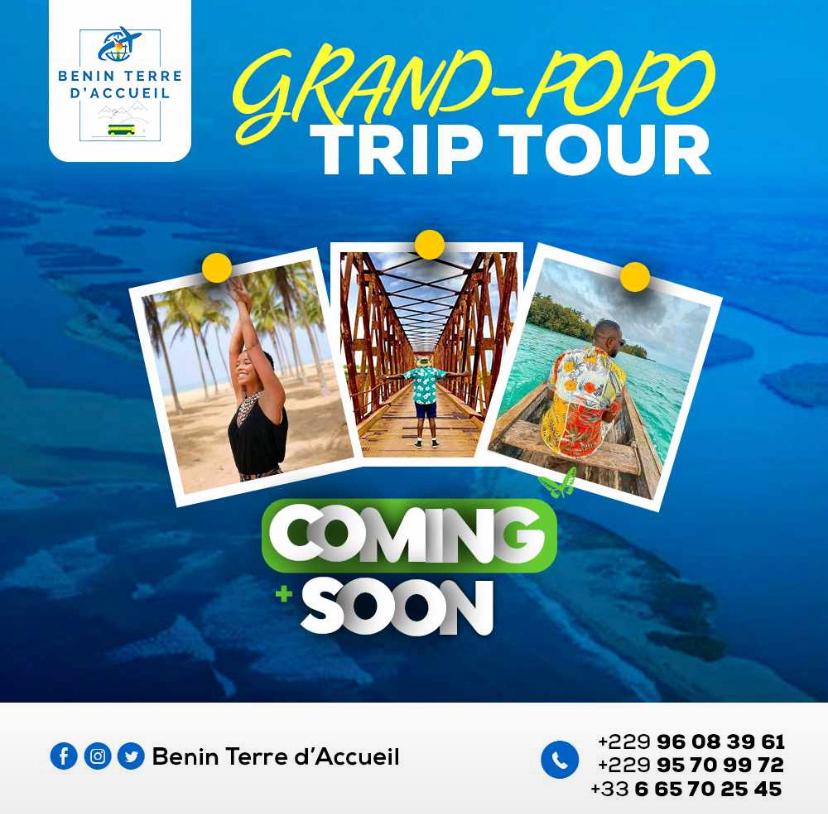 BENIN TERRE
D'ACCUEIL
GRAND-POPO
TRIP TOUR
COMING
+ SOON
Benin Terre d'Accueil
+229 96 08 39 61
+229 95 70 99 72
+33 6 65 70 25 45